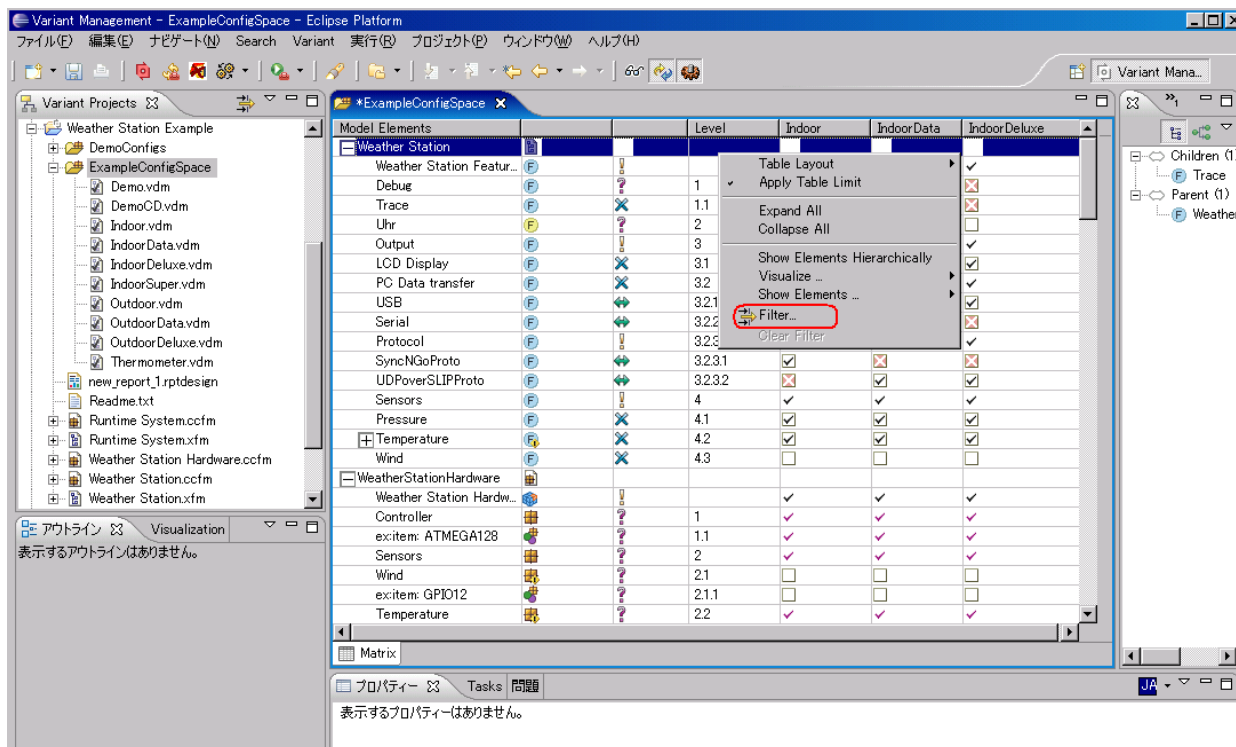 Variant Management - ExampleConfigSpace - Eclipse Platform
ファイル(F) 編集(E) ナビゲート(N) Search Variant 実行(R) プロジェクト(P) ウィンドウ(W) ヘルプ(H)
Variant Mana...
Variant Projects
Weather Station Example
DemoConfigs
ExampleConfigSpace
Demo.vdm
DemoCD.vdm
Indoor.vdm
IndoorData.vdm
IndoorDeluxe.vdm
IndoorSuper.vdm
Outdoor.vdm
OutdoorData.vdm
OutdoorDeluxe.vdm
Thermometer.vdm
new_report_1.rptdesign
Readme.txt
Runtime System.ccfm
Runtime System.xfm
Weather Station Hardware.ccfm
Weather Station.ccfm
Weather Station.xfm
アウトライン Visualization
表示するアウトラインはありません。
*ExampleConfigSpace
Model Elements Level Indoor IndoorData IndoorDeluxe
Weather Station
Weather Station Featur...
Debug 1
Trace 1.1
Uhr 2
Output 3
LCD Display 3.1
PC Data transfer 3.2
USB 3.2.1
Serial 3.2.2
Protocol 3.2.3
SyncNGoProto 3.2.3.1
UDPoverSLIPProto 3.2.3.2
Sensors 4
Pressure 4.1
Temperature 4.2
Wind 4.3
WeatherStationHardware
Weather Station Hardw...
Controller 1
ex:item: ATMEGA128 1.1
Sensors 2
Wind 2.1
ex:item: GPIO12 2.1.1
Temperature 2.2
Matrix
Table Layout
Apply Table Limit
Expand All
Collapse All
Show Elements Hierarchically
Visualize ...
Show Elements ...
Filter...
Clear Filter
Children (1)
Trace
Parent (1)
Weather
プロパティー Tasks 問題
JA
表示するプロパティーはありません。